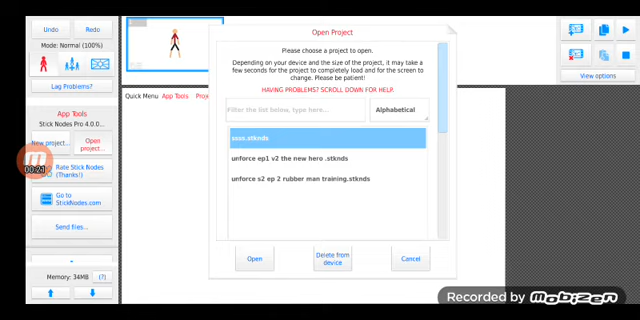 Undo Redo
Mode: Normal (100%)
Lag Problems?
App Tools
Stick Nodes Pro 4.0.0...
New project...
Open project...
00:21
Rate Stick Nodes (Thanks!)
Go to StickNodes.com
Send files...
Memory: 34MB (?)
Quick Menu App Tools Proj
Open Project
Please choose a project to open.
Depending on your device and the size of the project, it may take a
few seconds for the project to completely load and for the screen to
change. Please be patient!
HAVING PROBLEMS? SCROLL DOWN FOR HELP.
Filter the list below, type here...
Alphabetical
ssss.stknds
unforce ep1 v2 the new hero .stknds
unforce s2 ep 2 rubber man training.stknds
Open
Delete from
device
Cancel
View options
Recorded by Mobizen